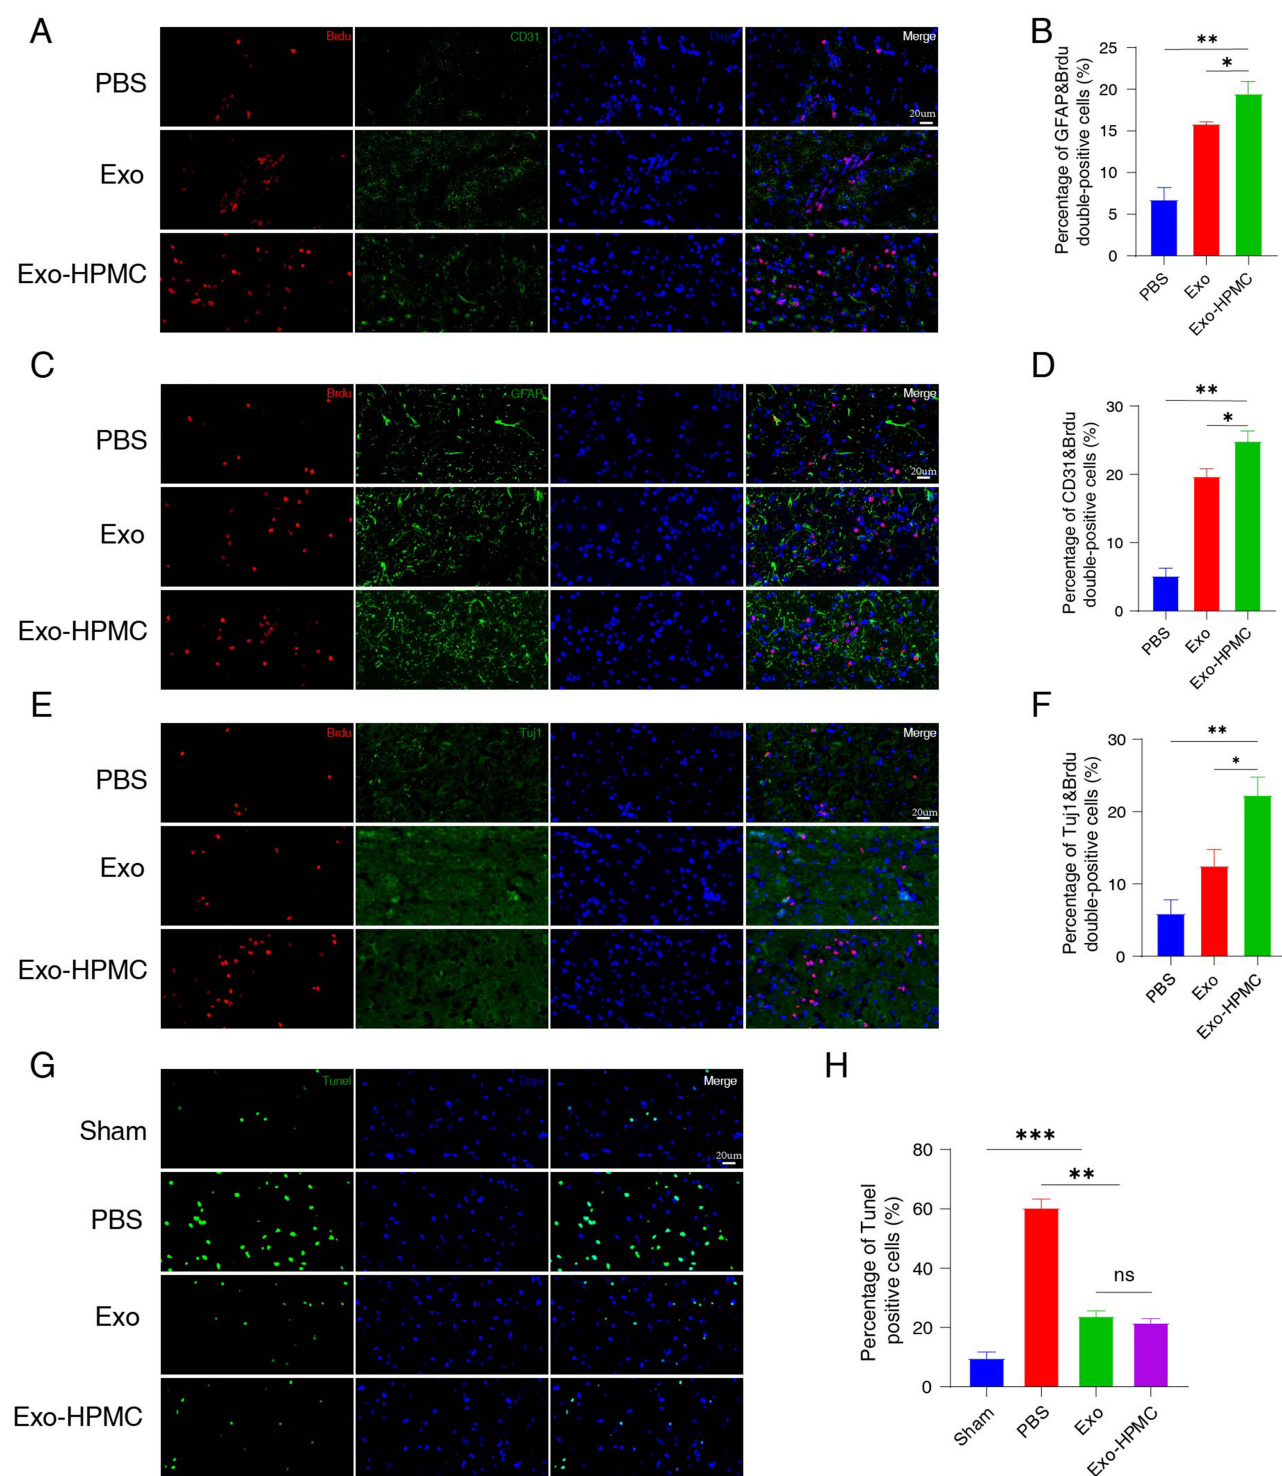 A
Brdu
CD31
Dapi
Merge
PBS
20um
Exo
Exo-HPMC
B
Percentage of GFAP&Brdu
double-positive cells (%)
25
20
15
10
5
0
**
*
PBS
Exo
Exo-HPMC
C
Brdu
GFAP
Dapi
Merge
PBS
20um
Exo
Exo-HPMC
D
Percentage of CD31&Brdu
double-positive cells (%)
30
20
10
0
**
*
PBS
Exo
Exo-HPMC
E
Brdu
Tuj1
Dapi
Merge
PBS
20um
Exo
Exo-HPMC
F
Percentage of Tuj1&Brdu
double-positive cells (%)
30
20
10
0
**
*
PBS
Exo
Exo-HPMC
G
Tunel
Dapi
Merge
Sham
20um
PBS
Exo
Exo-HPMC
H
Percentage of Tunel
positive cells (%)
80
60
40
20
0
***
**
ns
Sham
PBS
Exo
Exo-HPMC